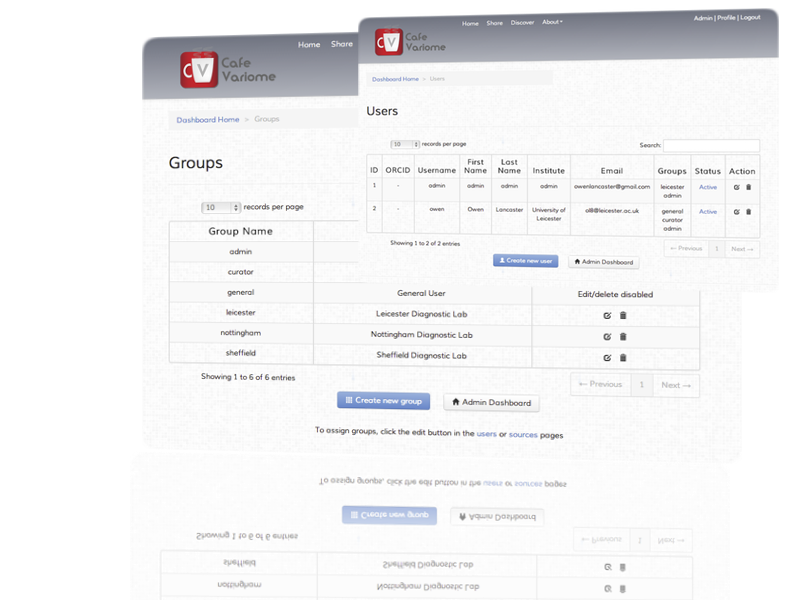 Home Share
Cafe
Variome
Dashboard Home > Groups
Groups
10 records per page
Group Name
admin
curator
general General User Edit/delete disabled
leicester Leicester Diagnostic Lab
nottingham Nottingham Diagnostic Lab
sheffield Sheffield Diagnostic Lab
Showing 1 to 6 of 6 entries
← Previous 1 Next →
Create new group Admin Dashboard
To assign groups, click the edit button in the users or sources pages
Home Share Discover About
Admin | Profile | Logout
Cafe
Variome
Dashboard Home > Users
Users
10 records per page
Search:
ID ORCID Username First Name Last Name Institute Email Groups Status Action
1 - admin admin admin admin owenlancaster@gmail.com leicester Active
admin
2 - owen Owen Lancaster University of ol8@leicester.ac.uk general Active
Leicester curator
admin
Showing 1 to 2 of 2 entries
← Previous 1 Next →
Create new user Admin Dashboard
To assign groups, click the edit button in the users or sources pages
Create new group Admin Dashboard
Showing 1 to 6 of 6 entries
← Previous 1 Next →
sheffield Sheffield Diagnostic Lab
nottingham Nottingham Diagnostic Lab